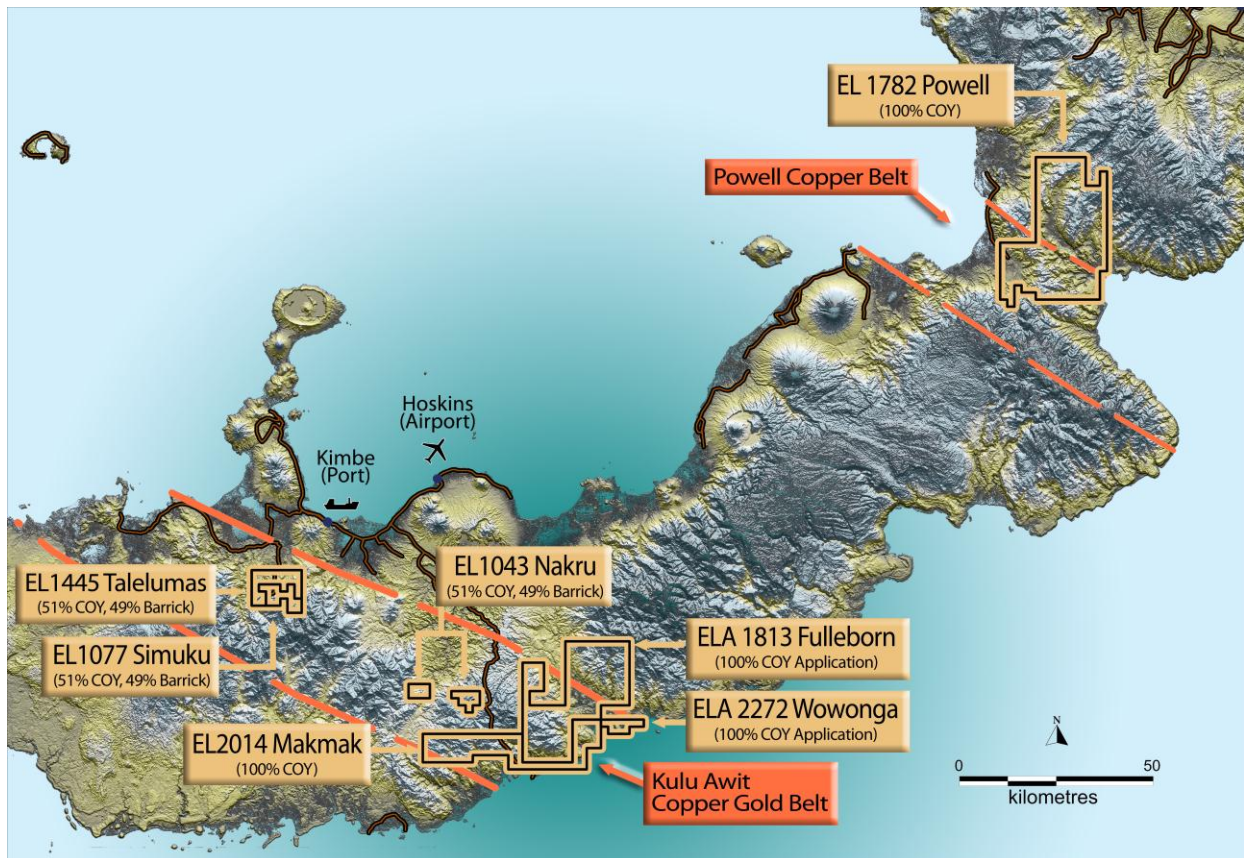 EL 1782 Powell
(100% COY)
Powell Copper Belt
Hoskins
(Airport)
Kimbe
(Port)
EL1445 Talelumas
(51% COY, 49% Barrick)
EL1043 Nakru
(51% COY, 49% Barrick)
EL1077 Simuku
(51% COY, 49% Barrick)
ELA 1813 Fulleborn
(100% COY Application)
ELA 2272 Wowonga
(100% COY Application)
EL2014 Makmak
(100% COY)
Kulu Awit
Copper Gold Belt
N
0 50
kilometres